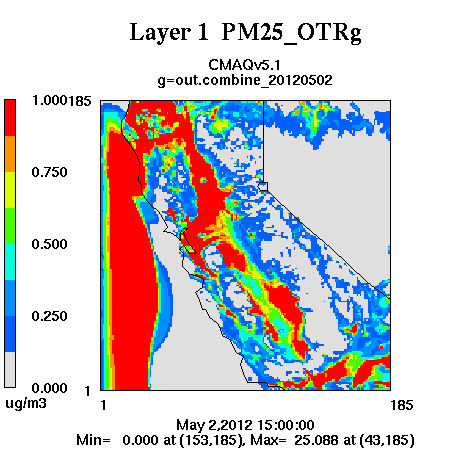 Layer 1 PM25_OTRg
CMAQv5.1
g=out.combine_20120502
1.000 185
0.750
0.500
0.250
0.000 1
ug/m3
1 185
May 2,2012 15:00:00
Min= 0.000 at (153,185), Max= 25.088 at (43,185)